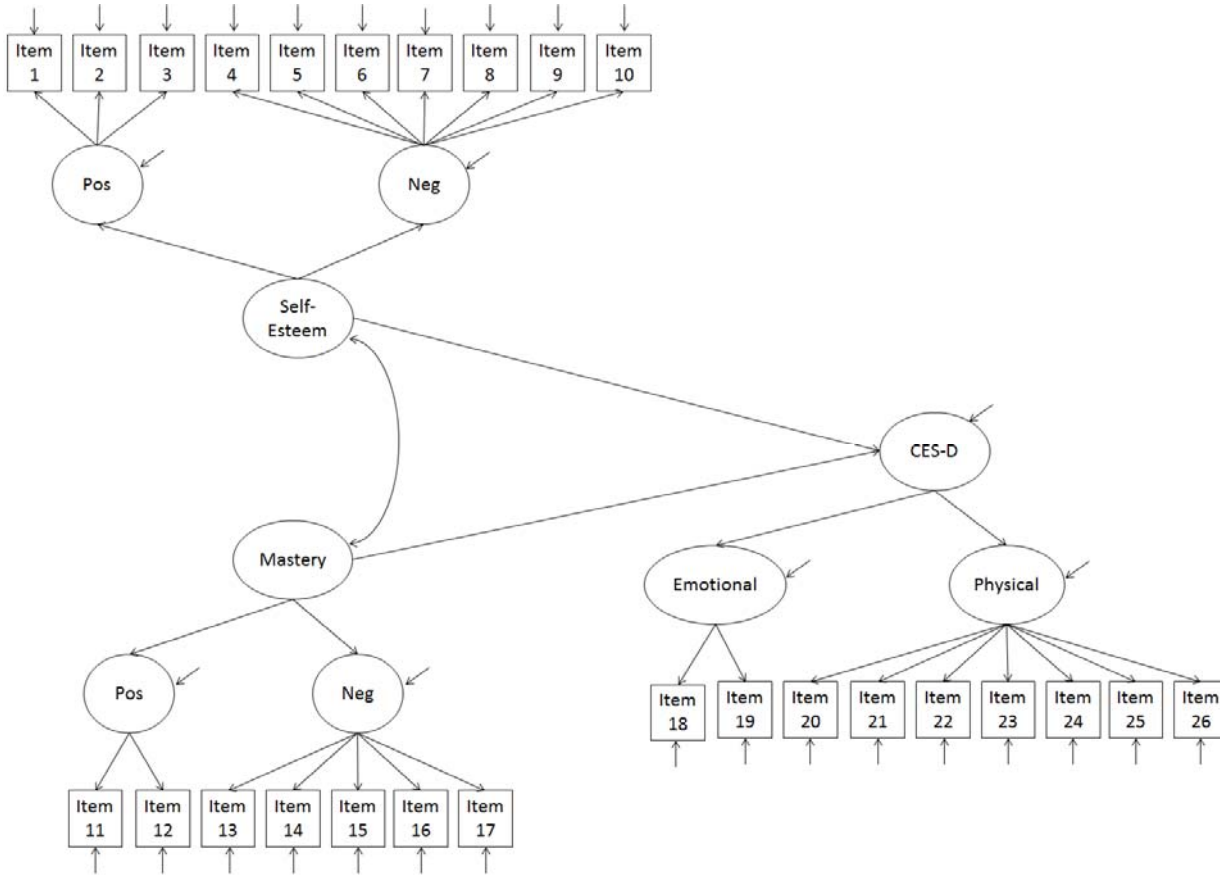 Item
1
Item
2
Item
3
Item
4
Item
5
Item
6
Item
7
Item
8
Item
9
Item
10
Pos
Neg
Self-
Esteem
CES-D
Mastery
Emotional
Physical
Pos
Neg
Item
18
Item
19
Item
20
Item
21
Item
22
Item
23
Item
24
Item
25
Item
26
Item
11
Item
12
Item
13
Item
14
Item
15
Item
16
Item
17